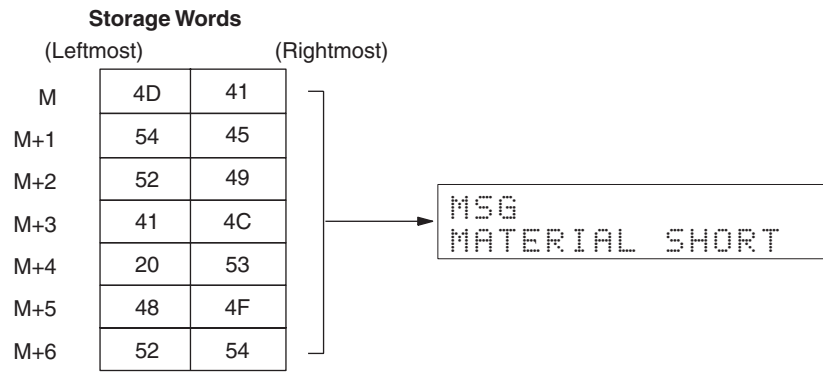 Storage Words
(Leftmost) (Rightmost)
M 4D 41
M+1 54 45
M+2 52 49
M+3 41 4C
M+4 20 53
M+5 48 4F
M+6 52 54
MSG
MATERIAL SHORT